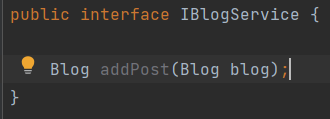 public interface IBlogService {
Blog addPost(Blog blog);
}